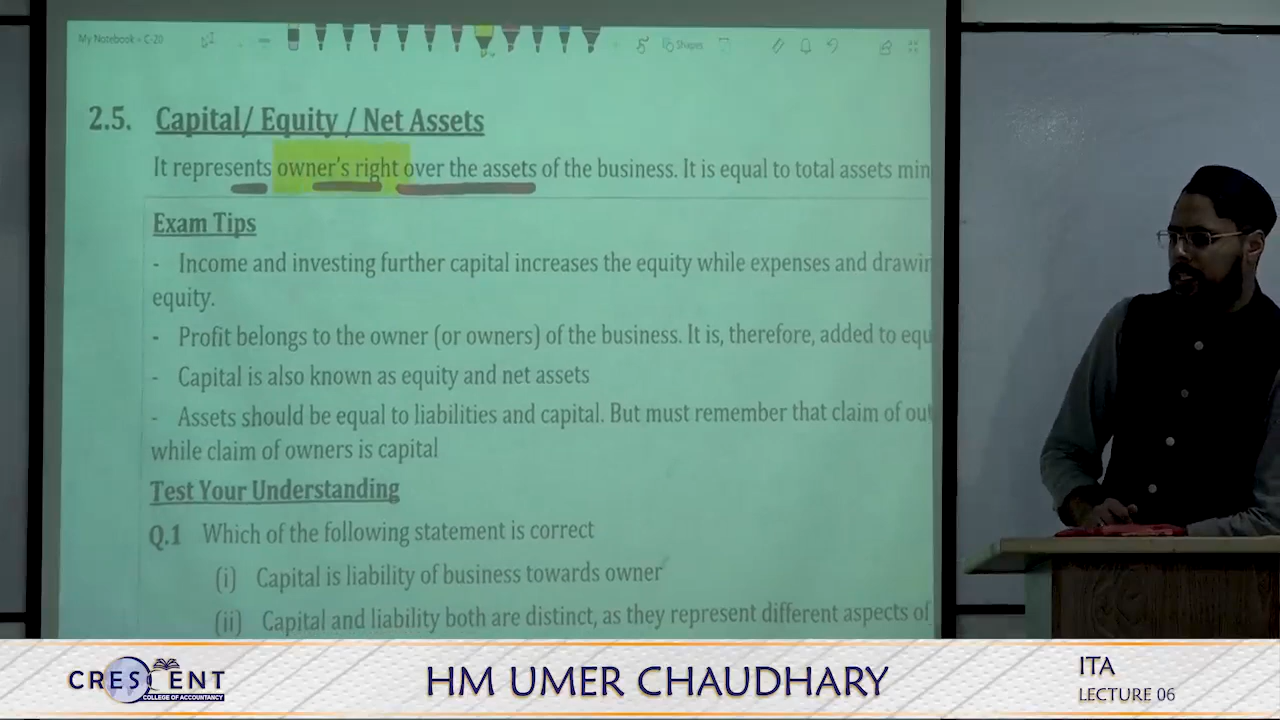 My Notebook - C-20
Shapes
2.5. Capital/ Equity / Net Assets
It represents owner's right over the assets of the business. It is equal to total assets min
Exam Tips
- Income and investing further capital increases the equity while expenses and drawin
equity.
- Profit belongs to the owner (or owners) of the business. It is, therefore, added to equ
- Capital is also known as equity and net assets
- Assets should be equal to liabilities and capital. But must remember that claim of out
while claim of owners is capital
Test Your Understanding
Q.1 Which of the following statement is correct
(i) Capital is liability of business towards owner
(ii) Capital and liability both are distinct, as they represent different aspects of
CRESCENT
COLLEGE OF ACCOUNTANCY
HM UMER CHAUDHARY
ITA
LECTURE 06